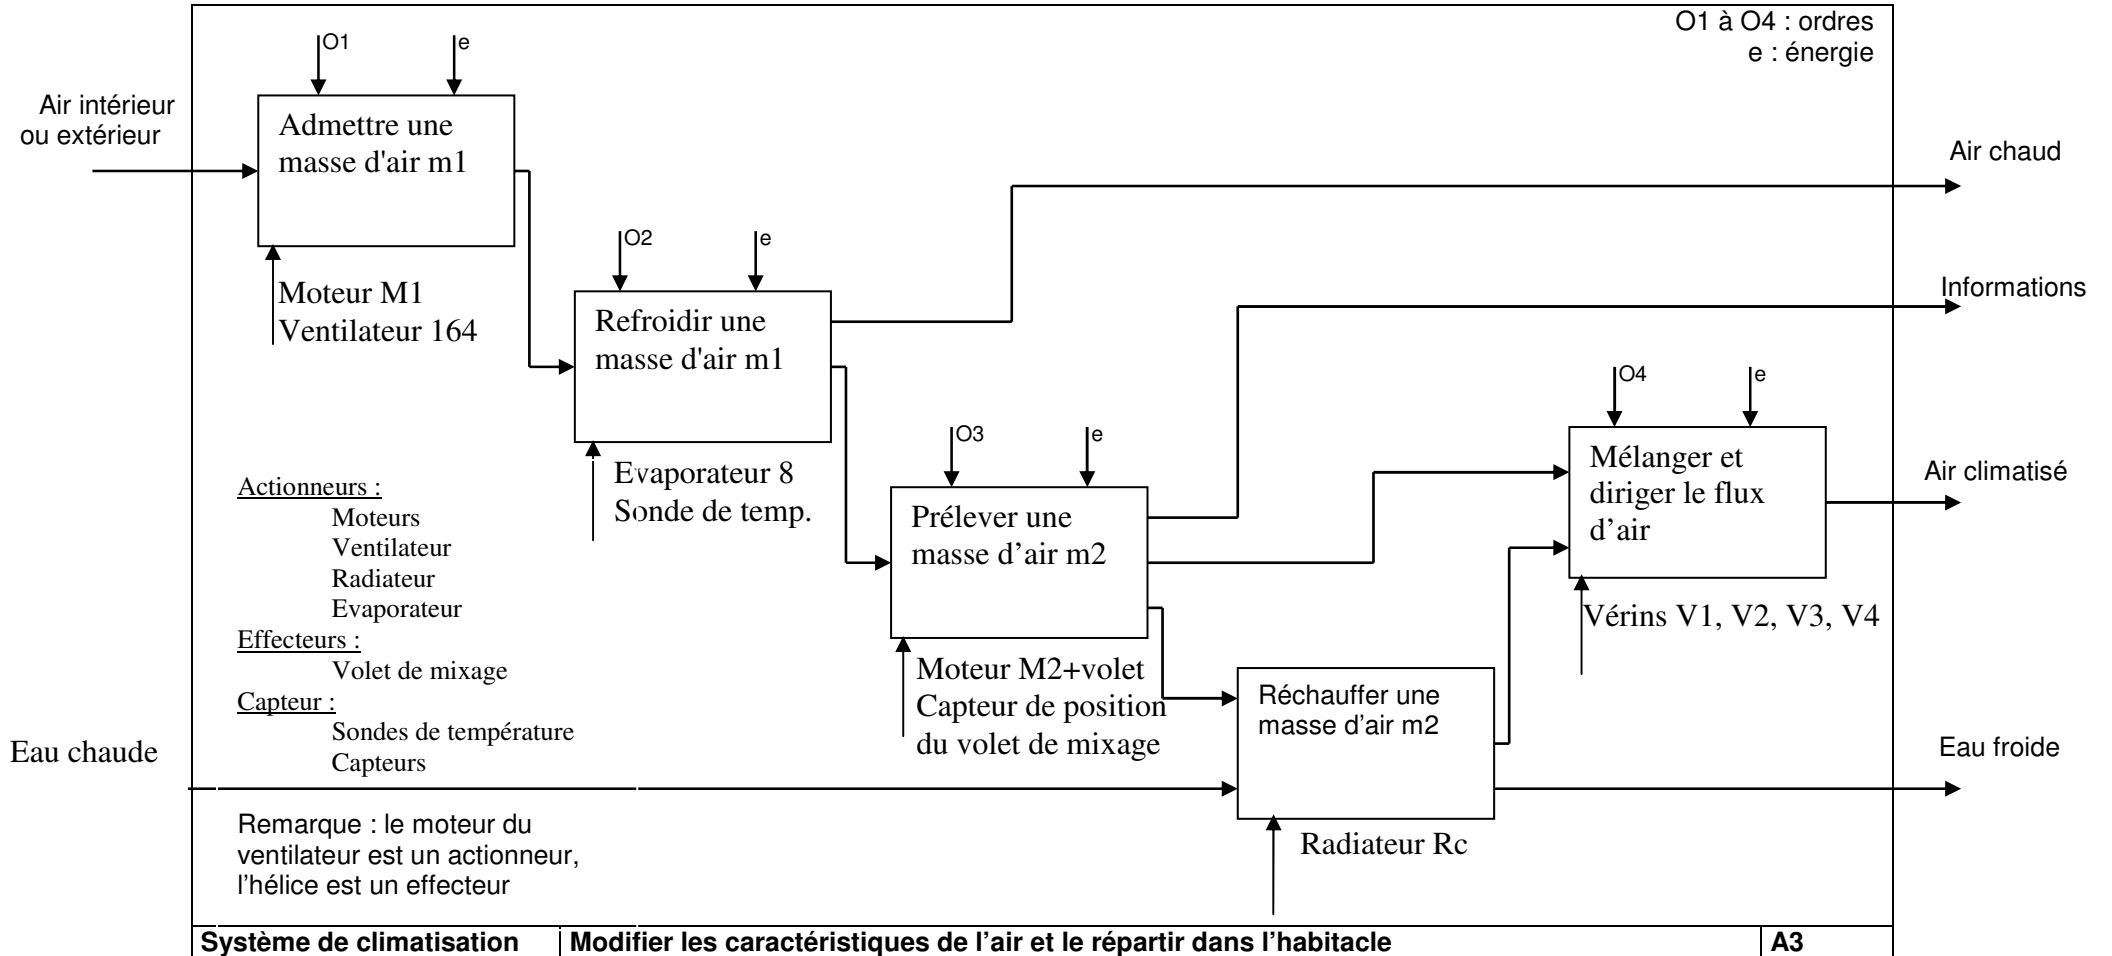 O1 à O4 : ordres
e : énergie
O1
e
Air intérieur
ou extérieur
Admettre une
masse d'air m1
Air chaud
Moteur M1
Ventilateur 164
O2
e
Refroidir une
masse d'air m1
Informations
Evaporateur 8
Sonde de temp.
O3
e
Prélever une
masse d’air m2
O4
e
Mélanger et
diriger le flux
d’air
Air climatisé
Vérins V1, V2, V3, V4
Actionneurs :
Moteurs
Ventilateur
Radiateur
Evaporateur
Effecteurs :
Volet de mixage
Capteur :
Sondes de température
Capteurs
Moteur M2+volet
Capteur de position
du volet de mixage
Réchauffer une
masse d’air m2
Eau chaude
Eau froide
Remarque : le moteur du
ventilateur est un actionneur,
l’hélice est un effecteur
Radiateur Rc
Système de climatisation
Modifier les caractéristiques de l’air et le répartir dans l’habitacle
A3